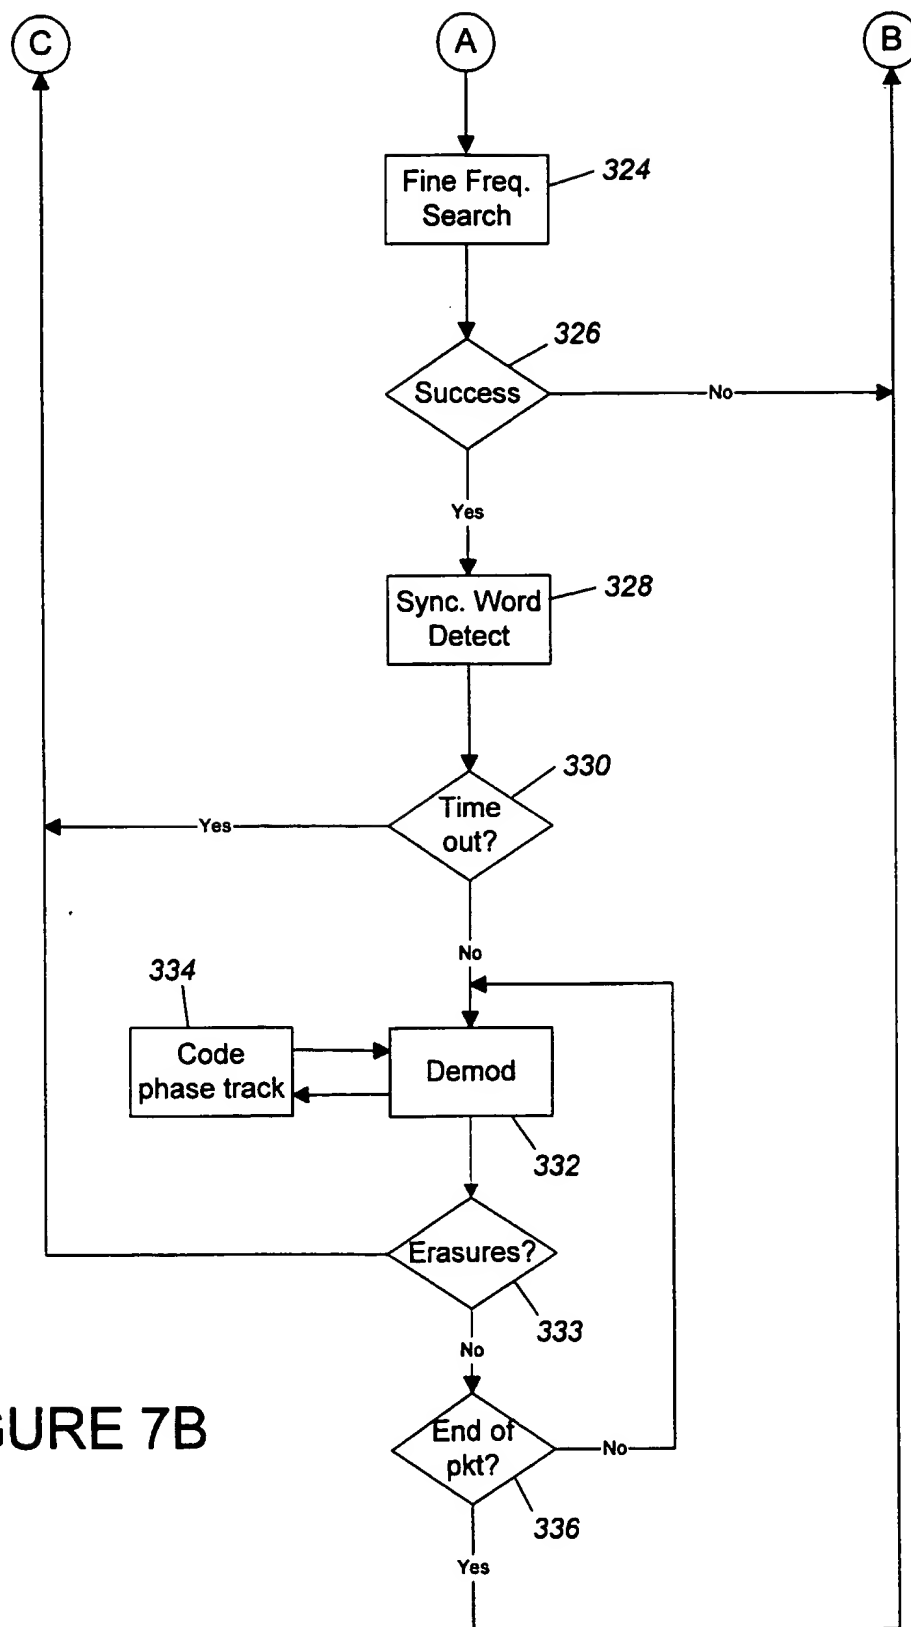 C
A
B
Fine Freq.
Search
324
326
Success
No
Yes
Sync. Word
Detect
328
330
Time
out?
Yes
No
334
Code
phase track
Demod
332
Erasures?
333
No
End of
pkt?
No
336
Yes
GURE 7B